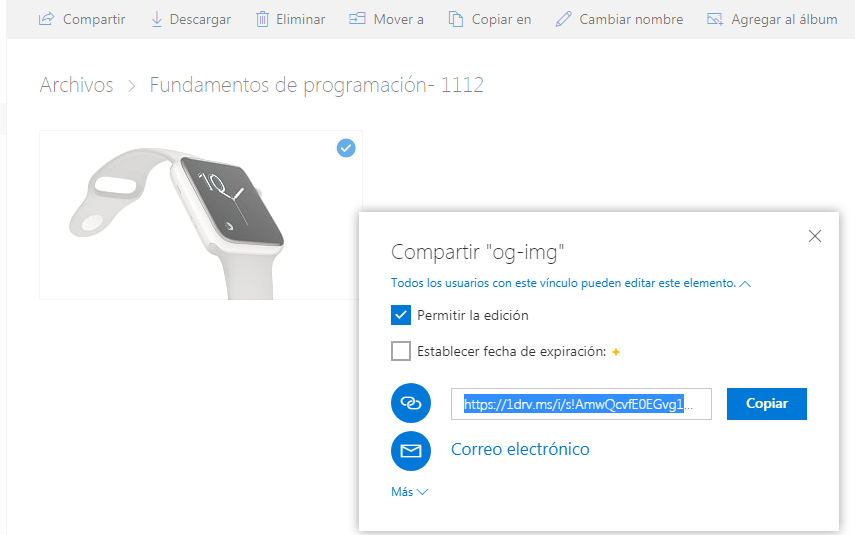 Compartir Descargar Eliminar Mover a Copiar en Cambiar nombre Agregar al álbum
Archivos > Fundamentos de programación- 1112
10
Compartir "og-img"
Todos los usuarios con este vínculo pueden editar este elemento.
Permitir la edición
Establecer fecha de expiración:
https://1drv.ms/i/s!AmwQcvfE0EGvg1... Copiar
Correo electrónico
Más